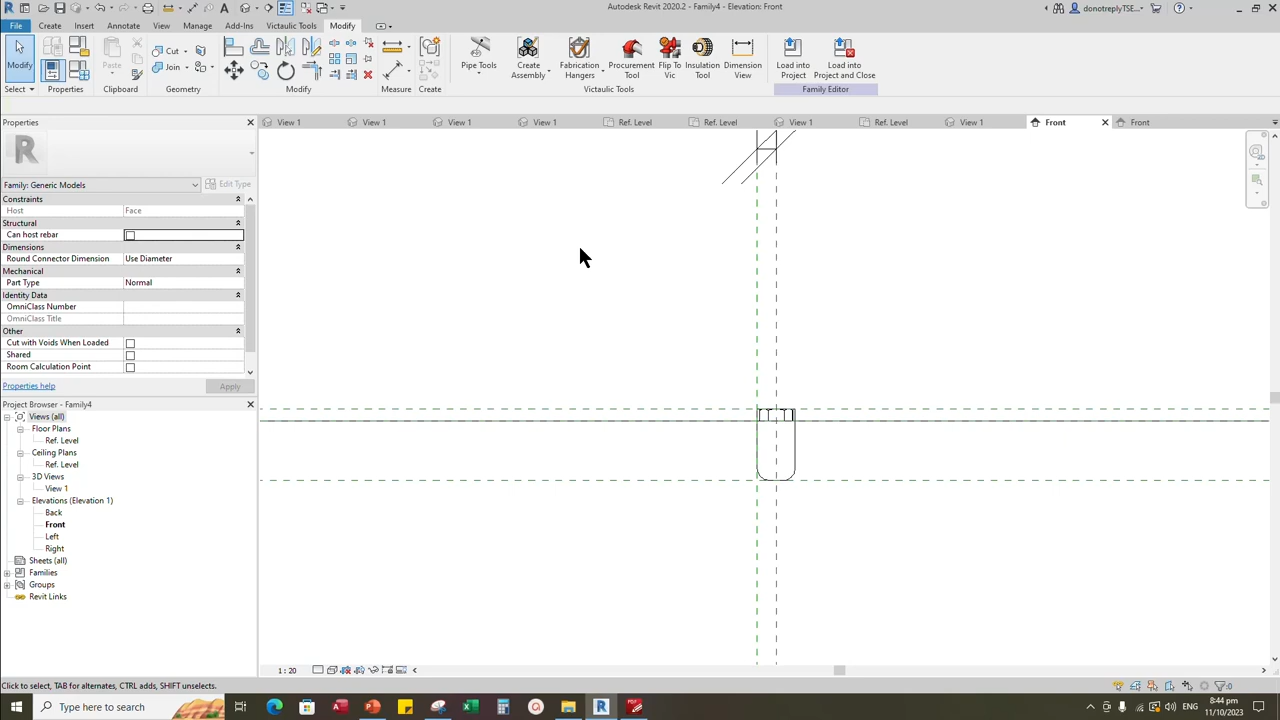 Autodesk Revit 2020.2 - Family4 - Elevation: Front
donotreplyTSE...
File
Create
Insert
Annotate
View
Manage
Add-Ins
Victaulic Tools
Modify
Modify
Paste
Cut
Join
Pipe Tools
Create
Assembly
Fabrication
Hangers
Procurement
Tool
Flip To
Vic
Insulation
Tool
Dimension
View
Load into
Project
Load into
Project and Close
Select
Properties
Clipboard
Geometry
Modify
Measure
Create
Victaulic Tools
Family Editor
Properties
View 1
View 1
View 1
View 1
Ref. Level
Ref. Level
View 1
Ref. Level
View 1
Front
Front
Family: Generic Models
Edit Type
Constraints
Host Face
Structural
Can host rebar
Dimensions
Round Connector Dimension Use Diameter
Mechanical
Part Type Normal
Identity Data
OmniClass Number
OmniClass Title
Other
Cut with Voids When Loaded
Shared
Room Calculation Point
Properties help
Apply
Project Browser - Family4
Views (all)
Floor Plans
Ref. Level
Ceiling Plans
Ref. Level
3D Views
View 1
Elevations (Elevation 1)
Back
Front
Left
Right
Sheets (all)
Families
Groups
Revit Links
1 : 20
Click to select, TAB for alternates, CTRL adds, SHIFT unselects.
:0
Type here to search
8:44 pm
11/10/2023